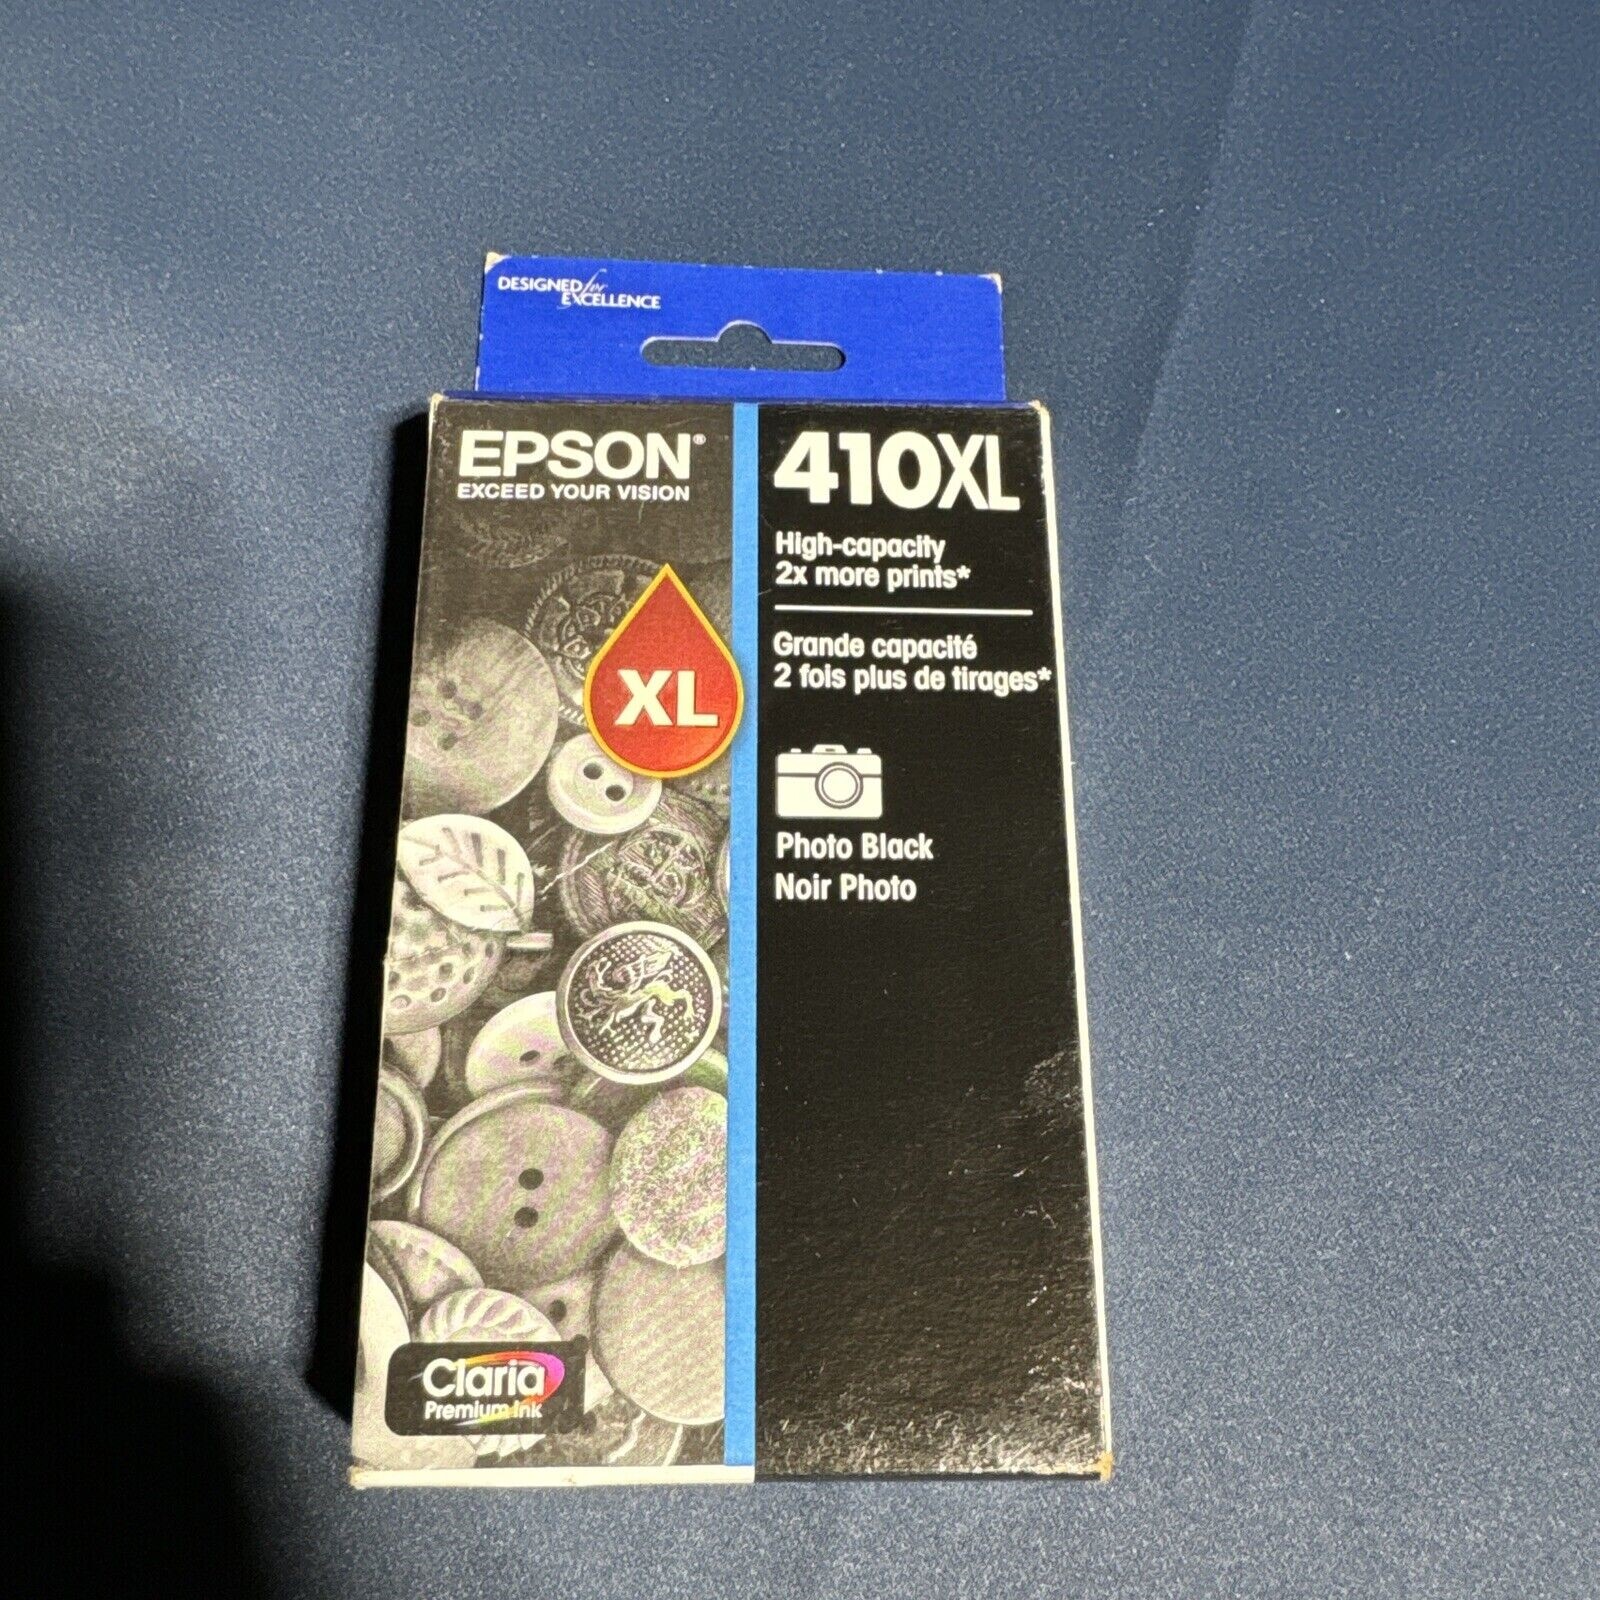 DESIGNED for
EXCELLENCE
EPSON®
EXCEED YOUR VISION
410XL
High-capacity
2x more prints*
Grande capacité
2 fois plus de tirages*
XL
Photo Black
Noir Photo
Claria
Premium Ink